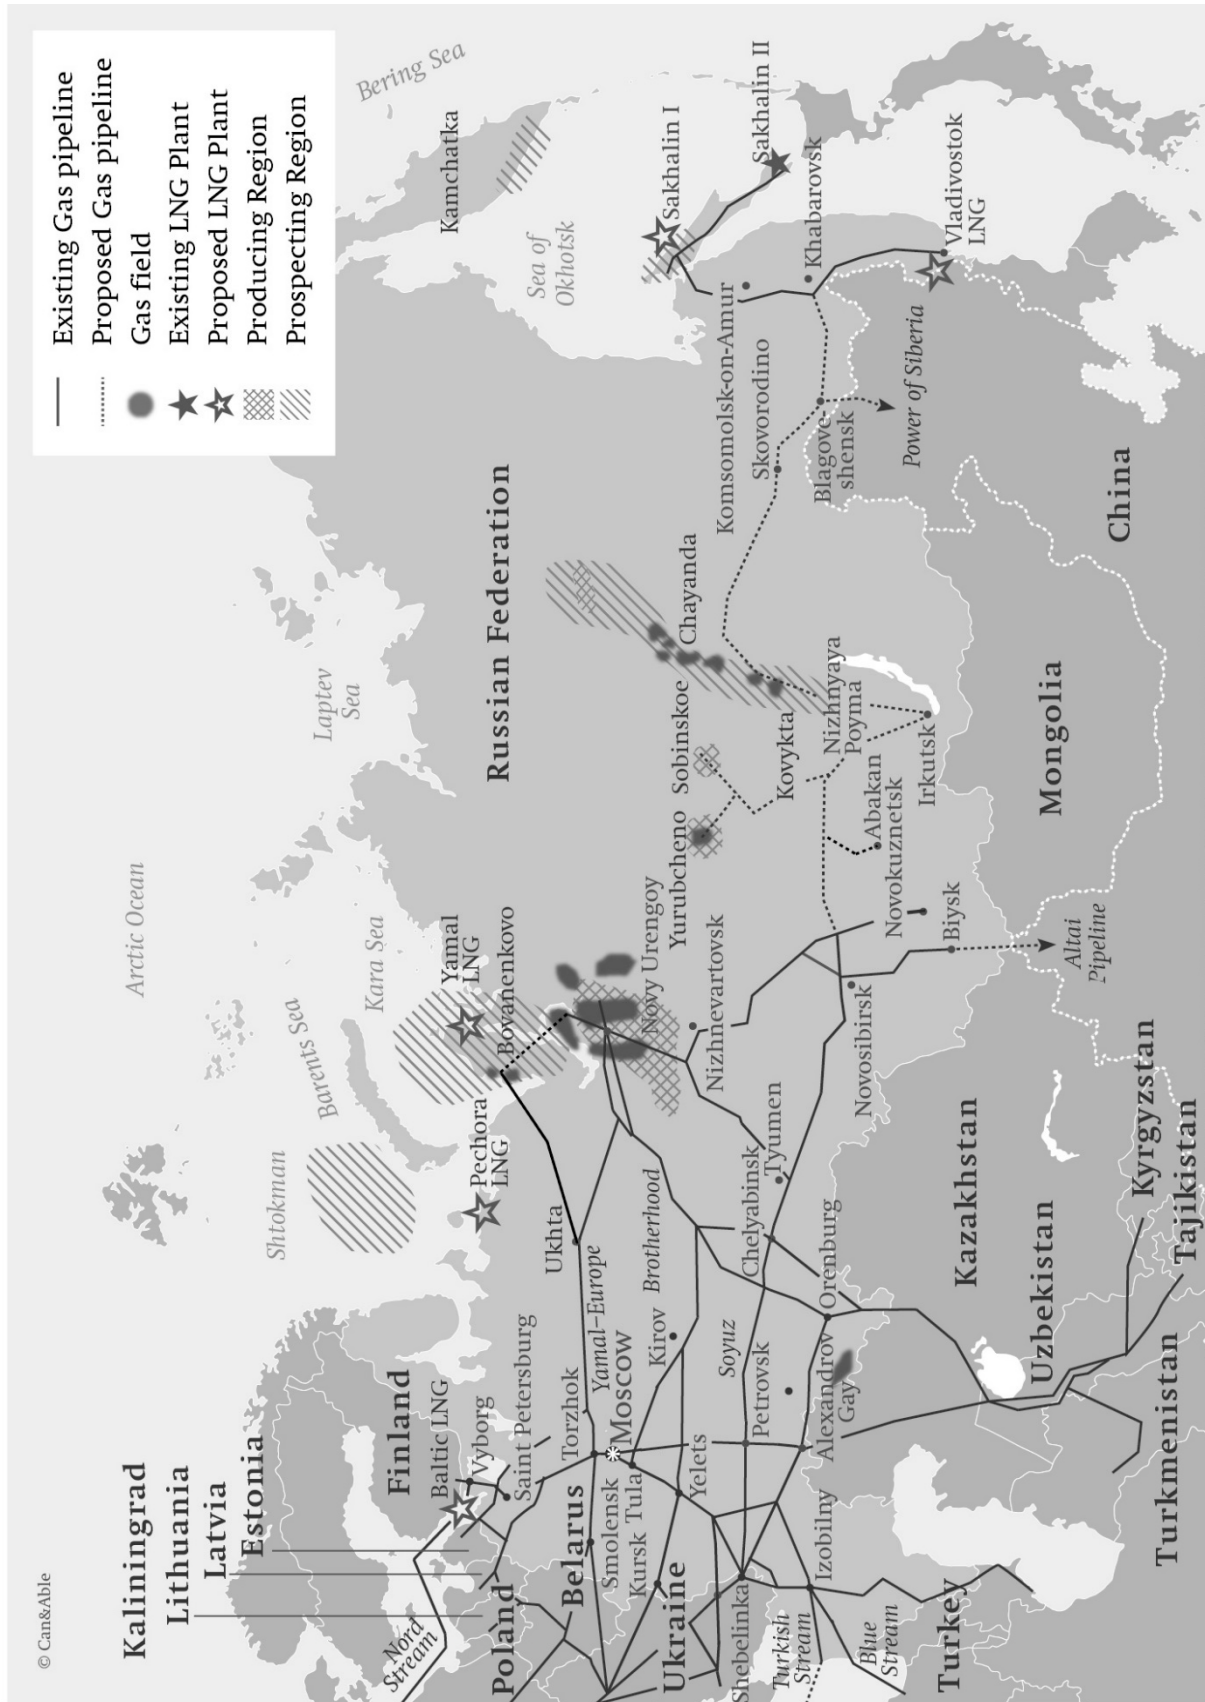 © Can&Able
Existing Gas pipeline
Proposed Gas pipeline
Gas field
Existing LNG Plant
Proposed LNG Plant
Producing Region
Prospecting Region
Bering Sea
Kamchatka
Sea of
Okhotsk
Sakhalin I
Sakhalin II
Khabarovsk
Vladivostok
LNG
Komsomolsk-on-Amur
Skovorodino
Blagove-
shensk
Power of Siberia
China
Russian Federation
Chayanda
Laptev
Sea
Sobinskoe
Kovykta
Nizhnyaya
Poyma
Irkutsk
Mongolia
Yurubcheno
Abakan
Novokuznetsk
Biysk
Altai
Pipeline
Arctic Ocean
Kara Sea
Barents Sea
Yamal
LNG
Bovanenkovo
Novy Urengoy
Nizhnevartovsk
Novosibirsk
Shtokman
Pechora
LNG
Ukhta
Yamal–Europe
Brotherhood
Chelyabinsk
Tyumen
Orenburg
Kazakhstan
Kyrgyzstan
Tajikistan
Uzbekistan
Turkmenistan
Kirov
Soyuz
Petrovsk
Alexandrov
Gay
Torzhok
Moscow
Yelets
Saint Petersburg
Vyborg
Baltic LNG
Finland
Estonia
Latvia
Lithuania
Kaliningrad
Nord
Stream
Poland
Belarus
Smolensk
Tula
Kursk
Ukraine
Shebelinka
Izobilny
Turkish
Stream
Blue
Stream
Turkey